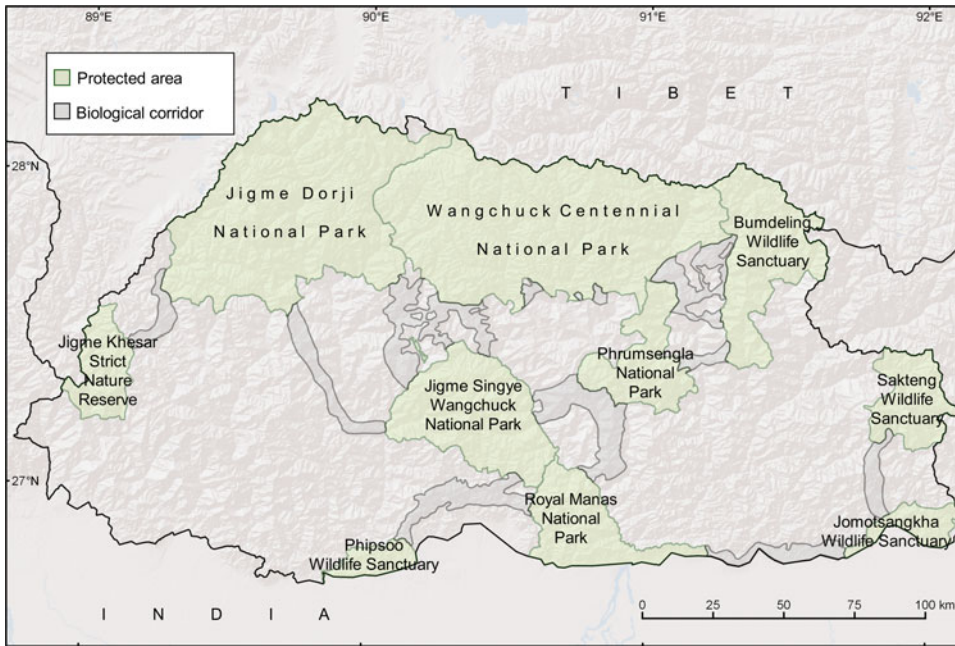 89°E
90°E
91°E
92°E
Protected area
Biological corridor
TIBET
28°N
Jigme Dorji
National Park
Wangchuck Centennial
National Park
Bumdeling
Wildlife
Sanctuary
Jigme Khesar
Strict
Nature
Reserve
Phrumsengla
National
Park
Jigme Singye
Wangchuck
National Park
Sakteng
Wildlife
Sanctuary
27°N
Royal Manas
National
Park
Jomotsangkha
Wildlife Sanctuary
Phipsoo
Wildlife Sanctuary
INDIA
0 25 50 75 100 km